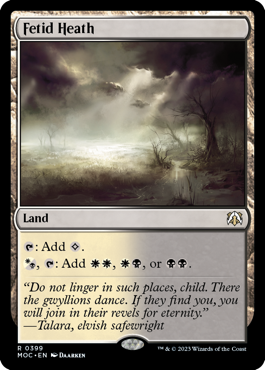 Fetid Heath
Land
: Add .
, : Add , , or .
“Do not linger in such places, child. There
the gwyllions dance. If they find you, you
will join in their revels for eternity.”
—Talara, elvish safewright
R 0399
MOC • EN DAARKEN
™ & © 2023 Wizards of the Coast